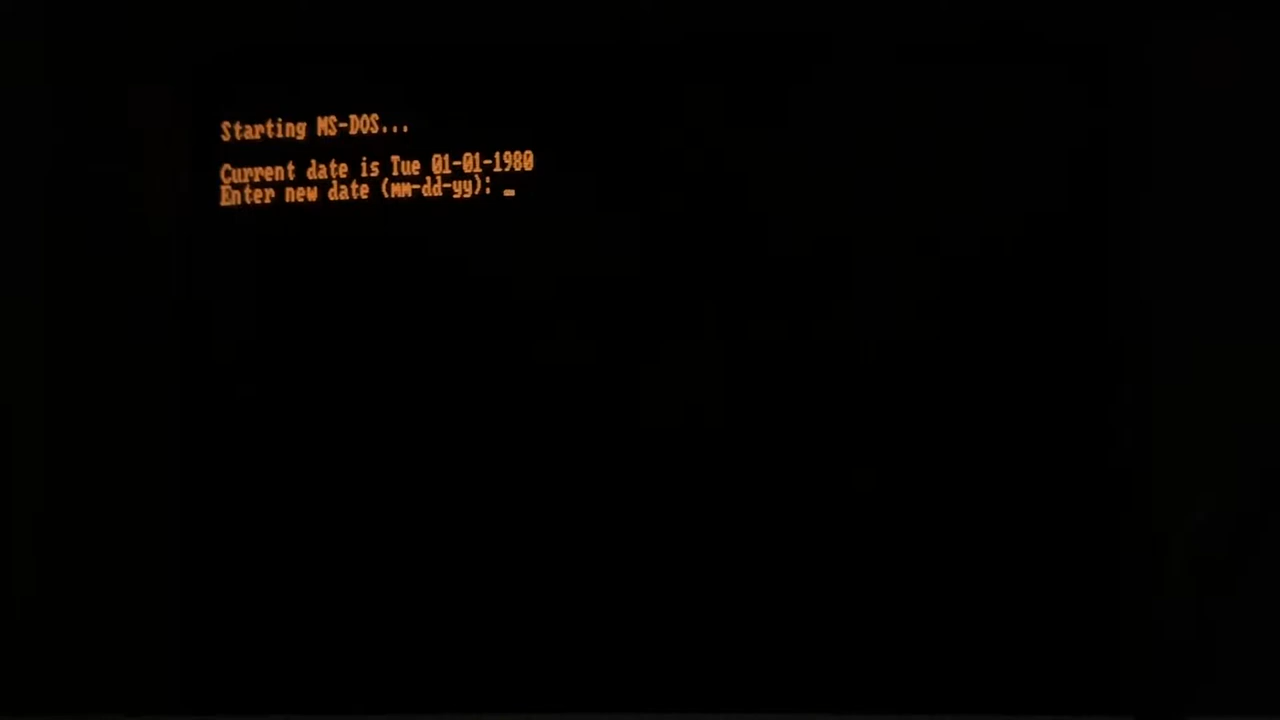 Starting MS-DOS...
Current date is Tue 01-01-1980
Enter new date (mm-dd-yy): _